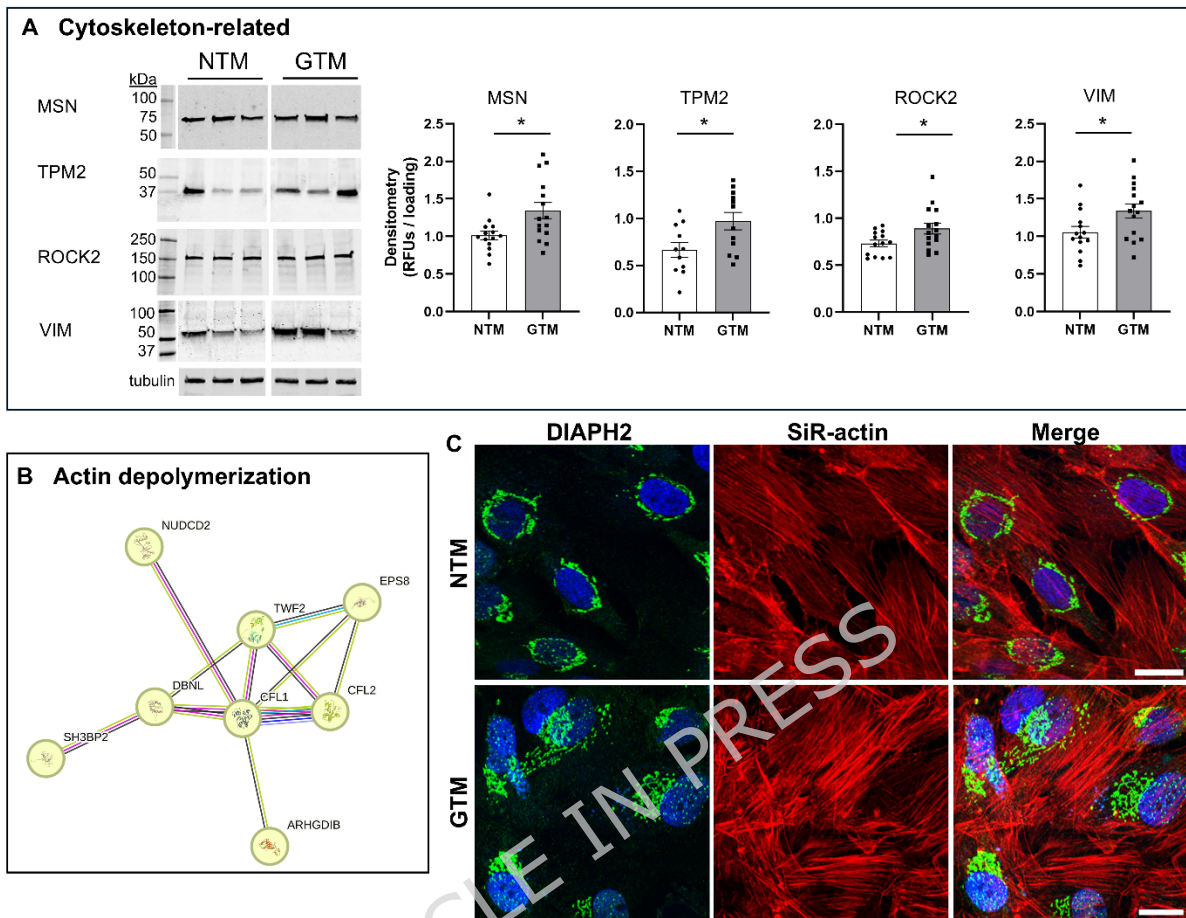 A Cytoskeleton-related
NTM GTM
kDa
MSN
100
75
50
TPM2
50
37
ROCK2
250
150
100
VIM
100
50
37
tubulin
Densitometry
(RFUs / loading)
MSN
*
2.5
2.0
1.5
1.0
0.5
0.0
NTM GTM
TPM2
*
2.0
1.5
1.0
0.5
0.0
NTM GTM
ROCK2
*
2.0
1.5
1.0
0.5
0.0
NTM GTM
VIM
*
2.5
2.0
1.5
1.0
0.5
0.0
NTM GTM
B Actin depolymerization
NUDCD2
EPS8
TWF2
DBNL
CFL1
CFL2
SH3BP2
ARHGDIB
C
DIAPH2 SiR-actin Merge
NTM
GTM
CLE IN PRESS